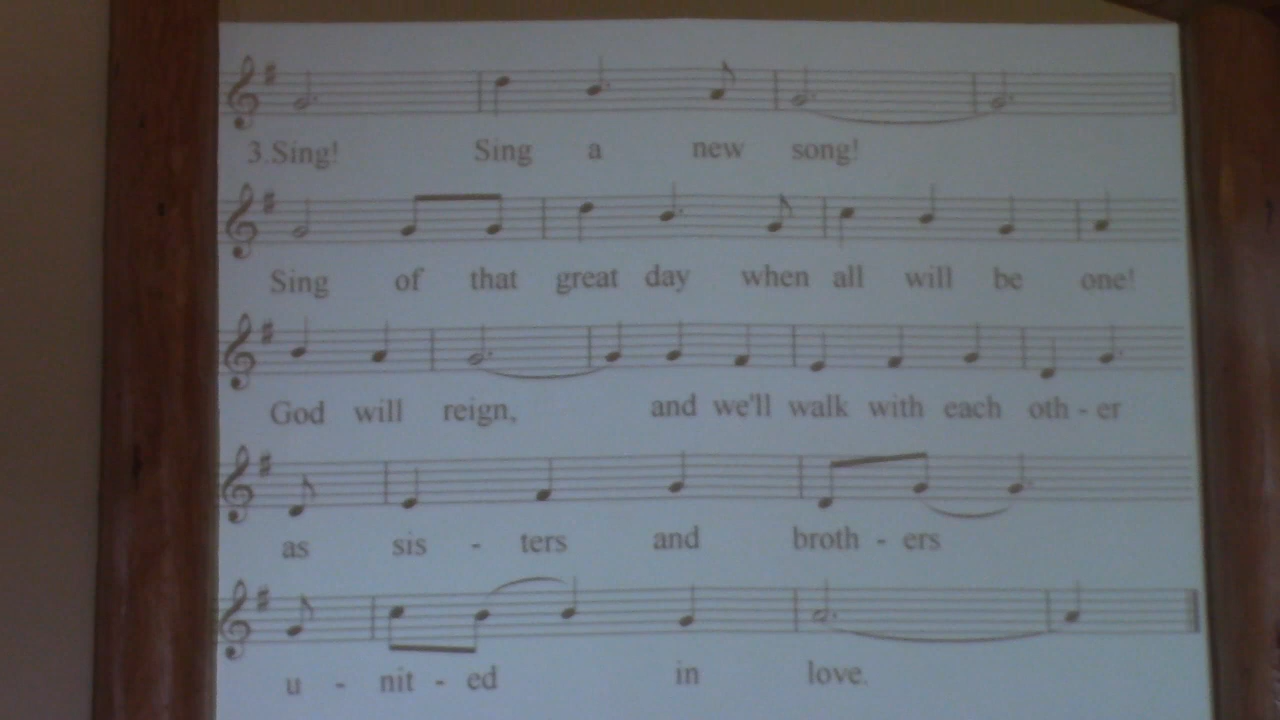 3.Sing! Sing a new song!
Sing of that great day when all will be one!
God will reign, and we'll walk with each oth - er
as sis - ters and broth - ers
u - nit - ed in love.